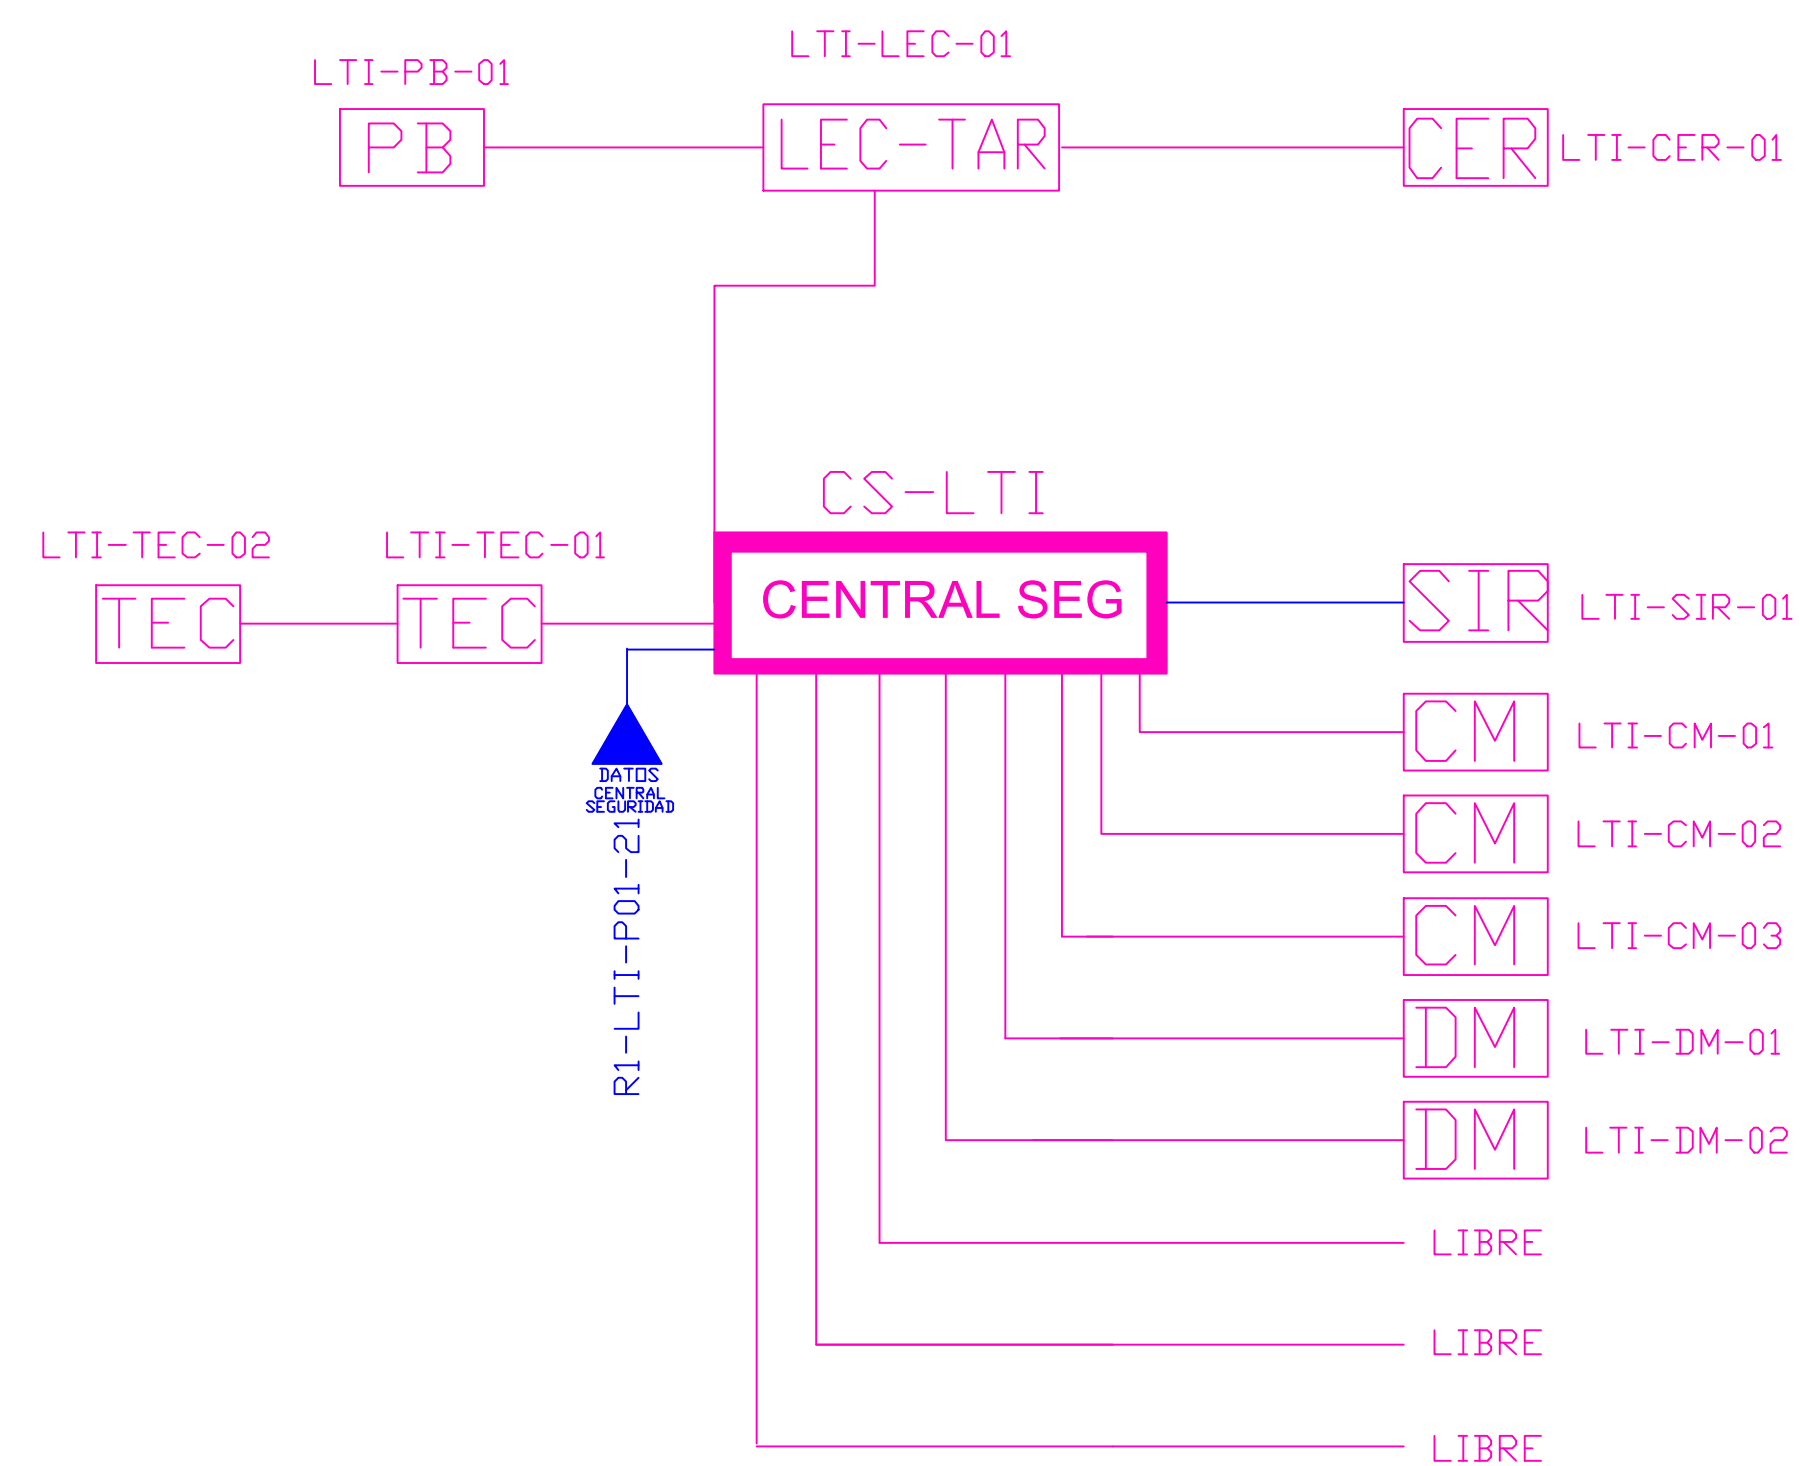 LTI-LEC-01
LTI-PB-01
PB
LEC-TAR
CER
LTI-CER-01
CS-LTI
LTI-TEC-02
LTI-TEC-01
TEC
TEC
CENTRAL SEG
SIR
LTI-SIR-01
CM
LTI-CM-01
DATOS
CENTRAL
SEGURIDAD
R1-LTI-P01-21
CM
LTI-CM-02
CM
LTI-CM-03
DM
LTI-DM-01
DM
LTI-DM-02
LIBRE
LIBRE
LIBRE